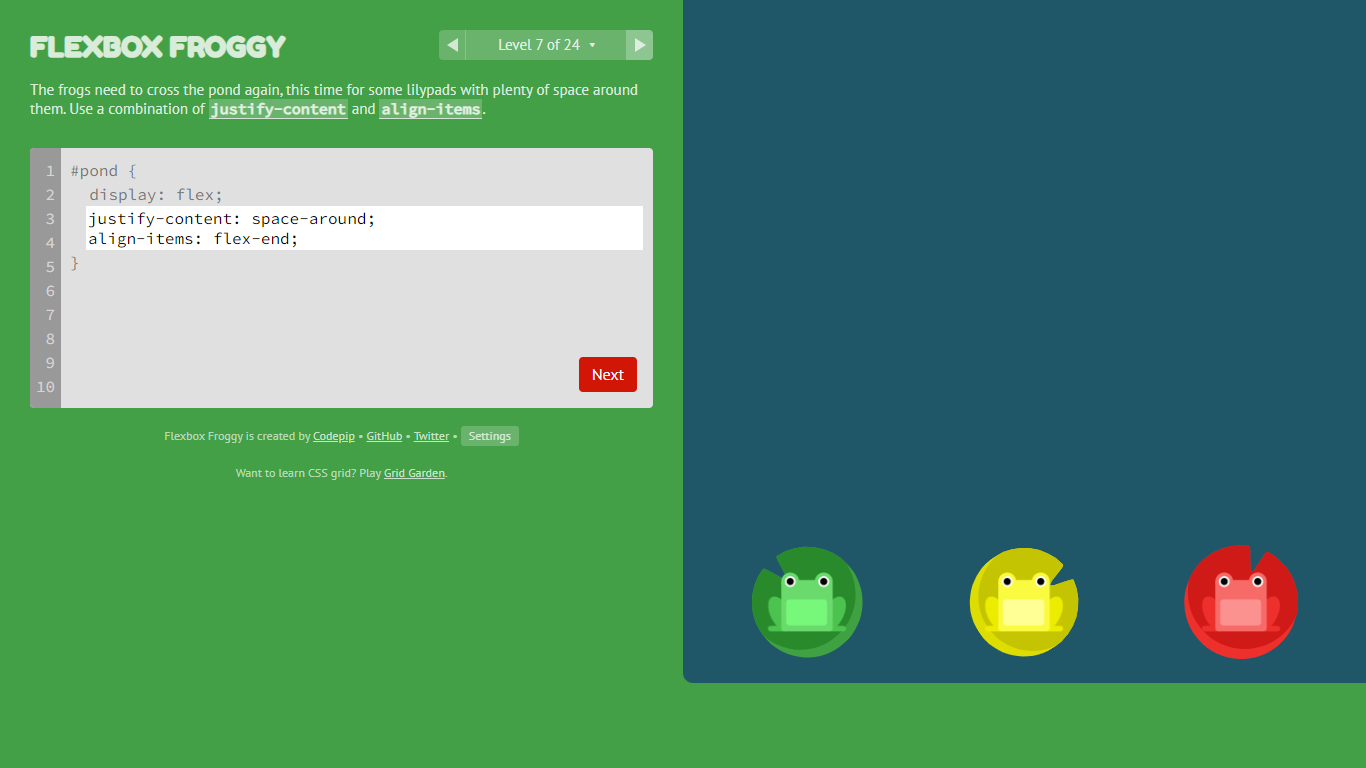 FLEXBOX FROGGY
Level 7 of 24
The frogs need to cross the pond again, this time for some lilypads with plenty of space around
them. Use a combination of justify-content and align-items.
1 #pond {
2 display: flex;
3 justify-content: space-around;
4 align-items: flex-end;
5 }
6
7
8
9
10
Next
Flexbox Froggy is created by Codepip • GitHub • Twitter • Settings
Want to learn CSS grid? Play Grid Garden.